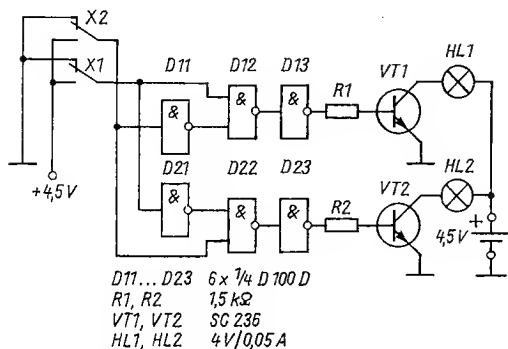 X2
X1
D11
D12
D13
&
&
&
R1
VT1
HL1
D21
D22
D23
&
&
&
R2
VT2
HL2
+4,5V
+
4,5V
D11...D23 6x 1/4 D 100 D
R1, R2 1,5 kΩ
VT1, VT2 SC 236
HL1, HL2 4V/0,05 A